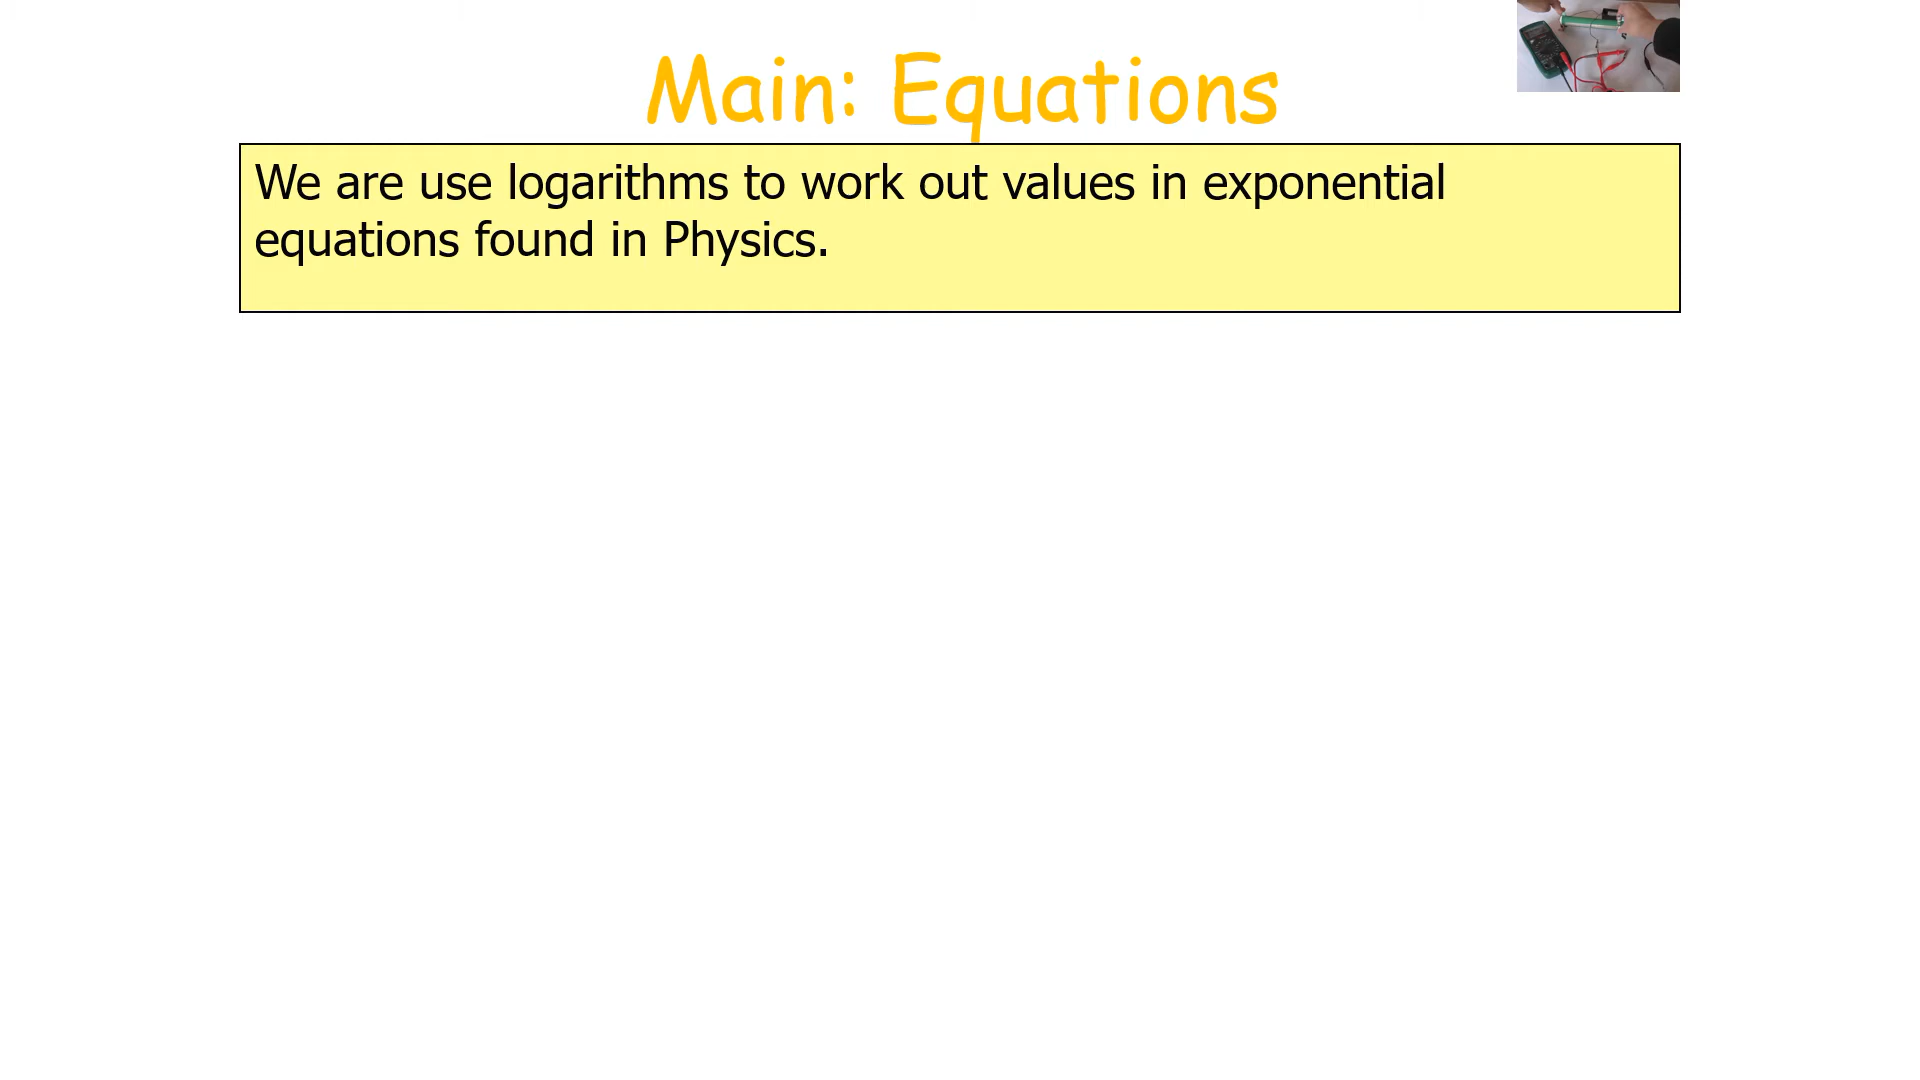 Main: Equations
We are use logarithms to work out values in exponential
equations found in Physics.